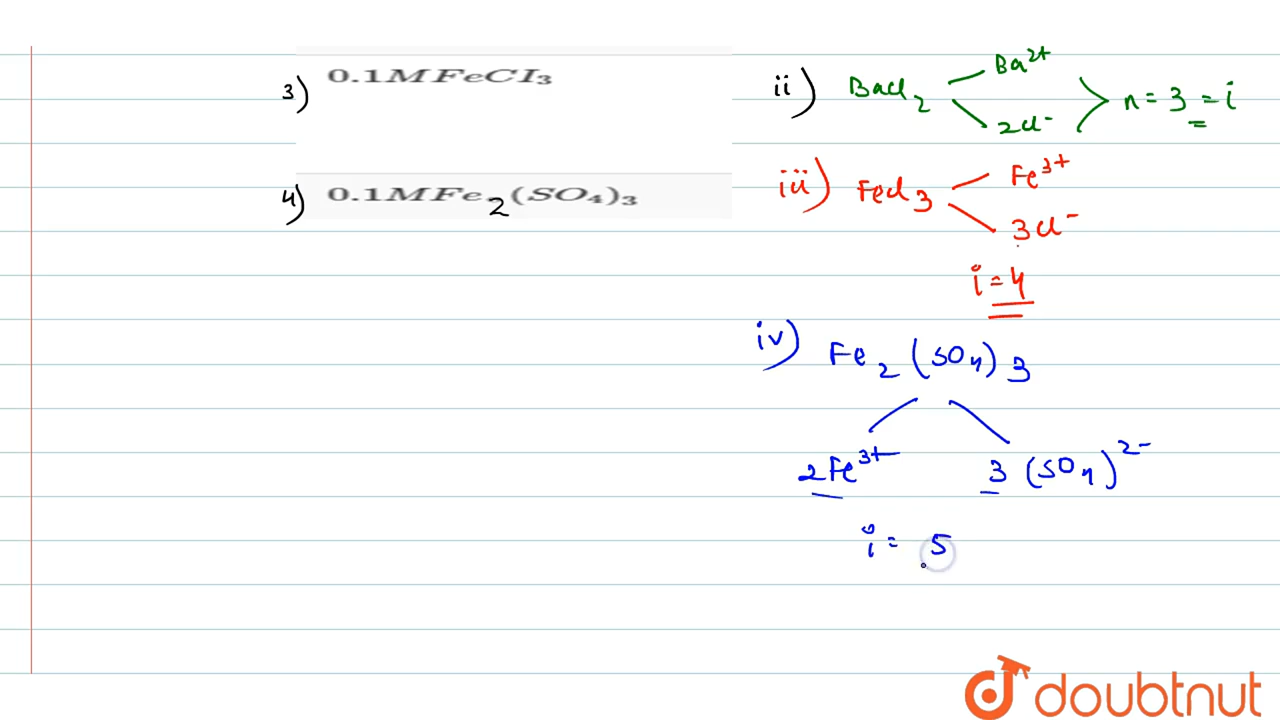 3) 0.1MFeCI₃
4) 0.1MFe₂(SO₄)₃
ii) BaCl₂ Ba²⁺
2Cl⁻
n = 3 = i
iii) FeCl₃ Fe³⁺
3Cl⁻
i = 4
iv) Fe₂(SO₄)₃
2Fe³⁺ 3(SO₄)²⁻
i = 5
doubtnut